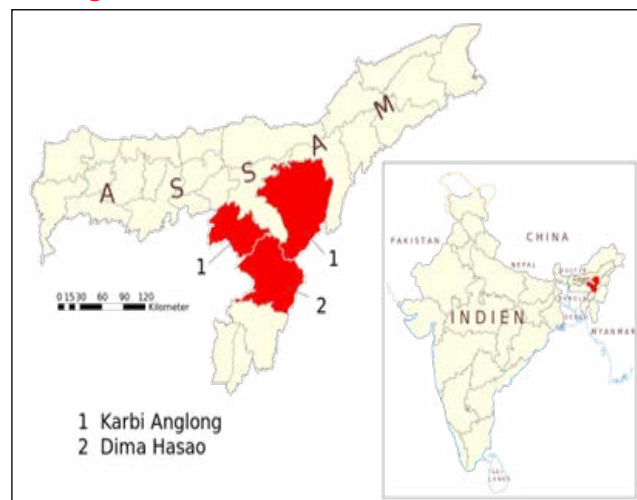 ASSAM
1
1
2
0 15 30 60 90 120 Kilometer
1 Karbi Anglong
2 Dima Hasao
PAKISTAN
CHINA
NEPAL
INDIEN
MYANMAR
SRI
LANKA